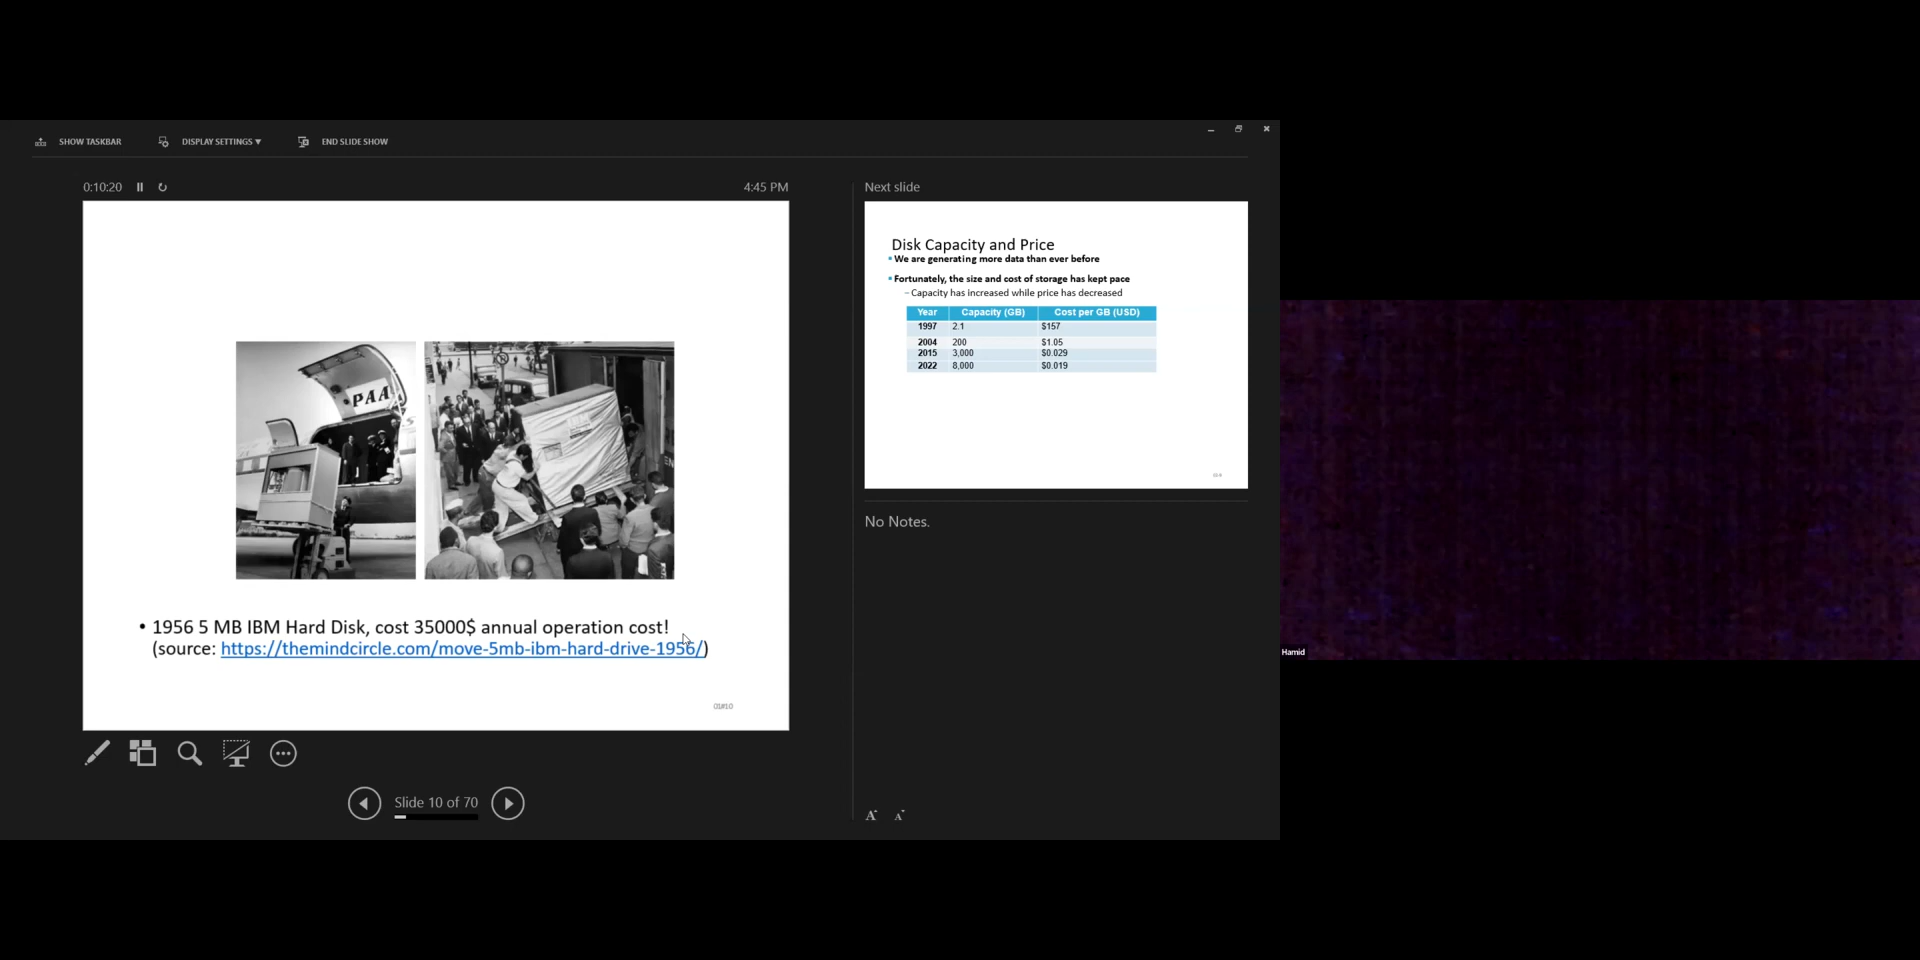 SHOW TASKBAR
DISPLAY SETTINGS ▼
END SLIDE SHOW
0:10:20
4:45 PM
PAA
IBM
• 1956 5 MB IBM Hard Disk, cost 35000$ annual operation cost!
(source: https://themindcircle.com/move-5mb-ibm-hard-drive-1956/)
Slide 10 of 70
Next slide
Disk Capacity and Price
We are generating more data than ever before
Fortunately, the size and cost of storage has kept pace
– Capacity has increased while price has decreased
Year Capacity (GB) Cost per GB (USD)
1997 2.1 $157
2004 200 $1.05
2015 3,000 $0.029
2022 8,000 $0.019
No Notes.
A A
Hamid